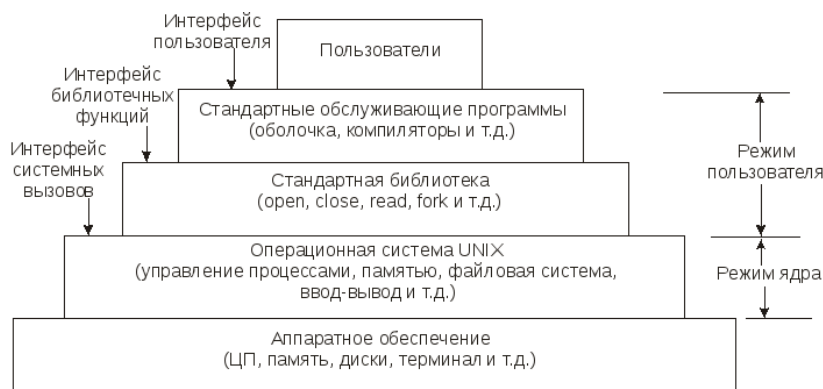 Интерфейс
пользователя
Пользователи
Интерфейс
библиотечных
функций
Стандартные обслуживающие программы
(оболочка, компиляторы и т.д.)
Интерфейс
системных
вызовов
Стандартная библиотека
(open, close, read, fork и т.д.)
Режим
пользователя
Операционная система UNIX
(управление процессами, памятью, файловая система,
ввод-вывод и т.д.)
Режим ядра
Аппаратное обеспечение
(ЦП, память, диски, терминал и т.д.)